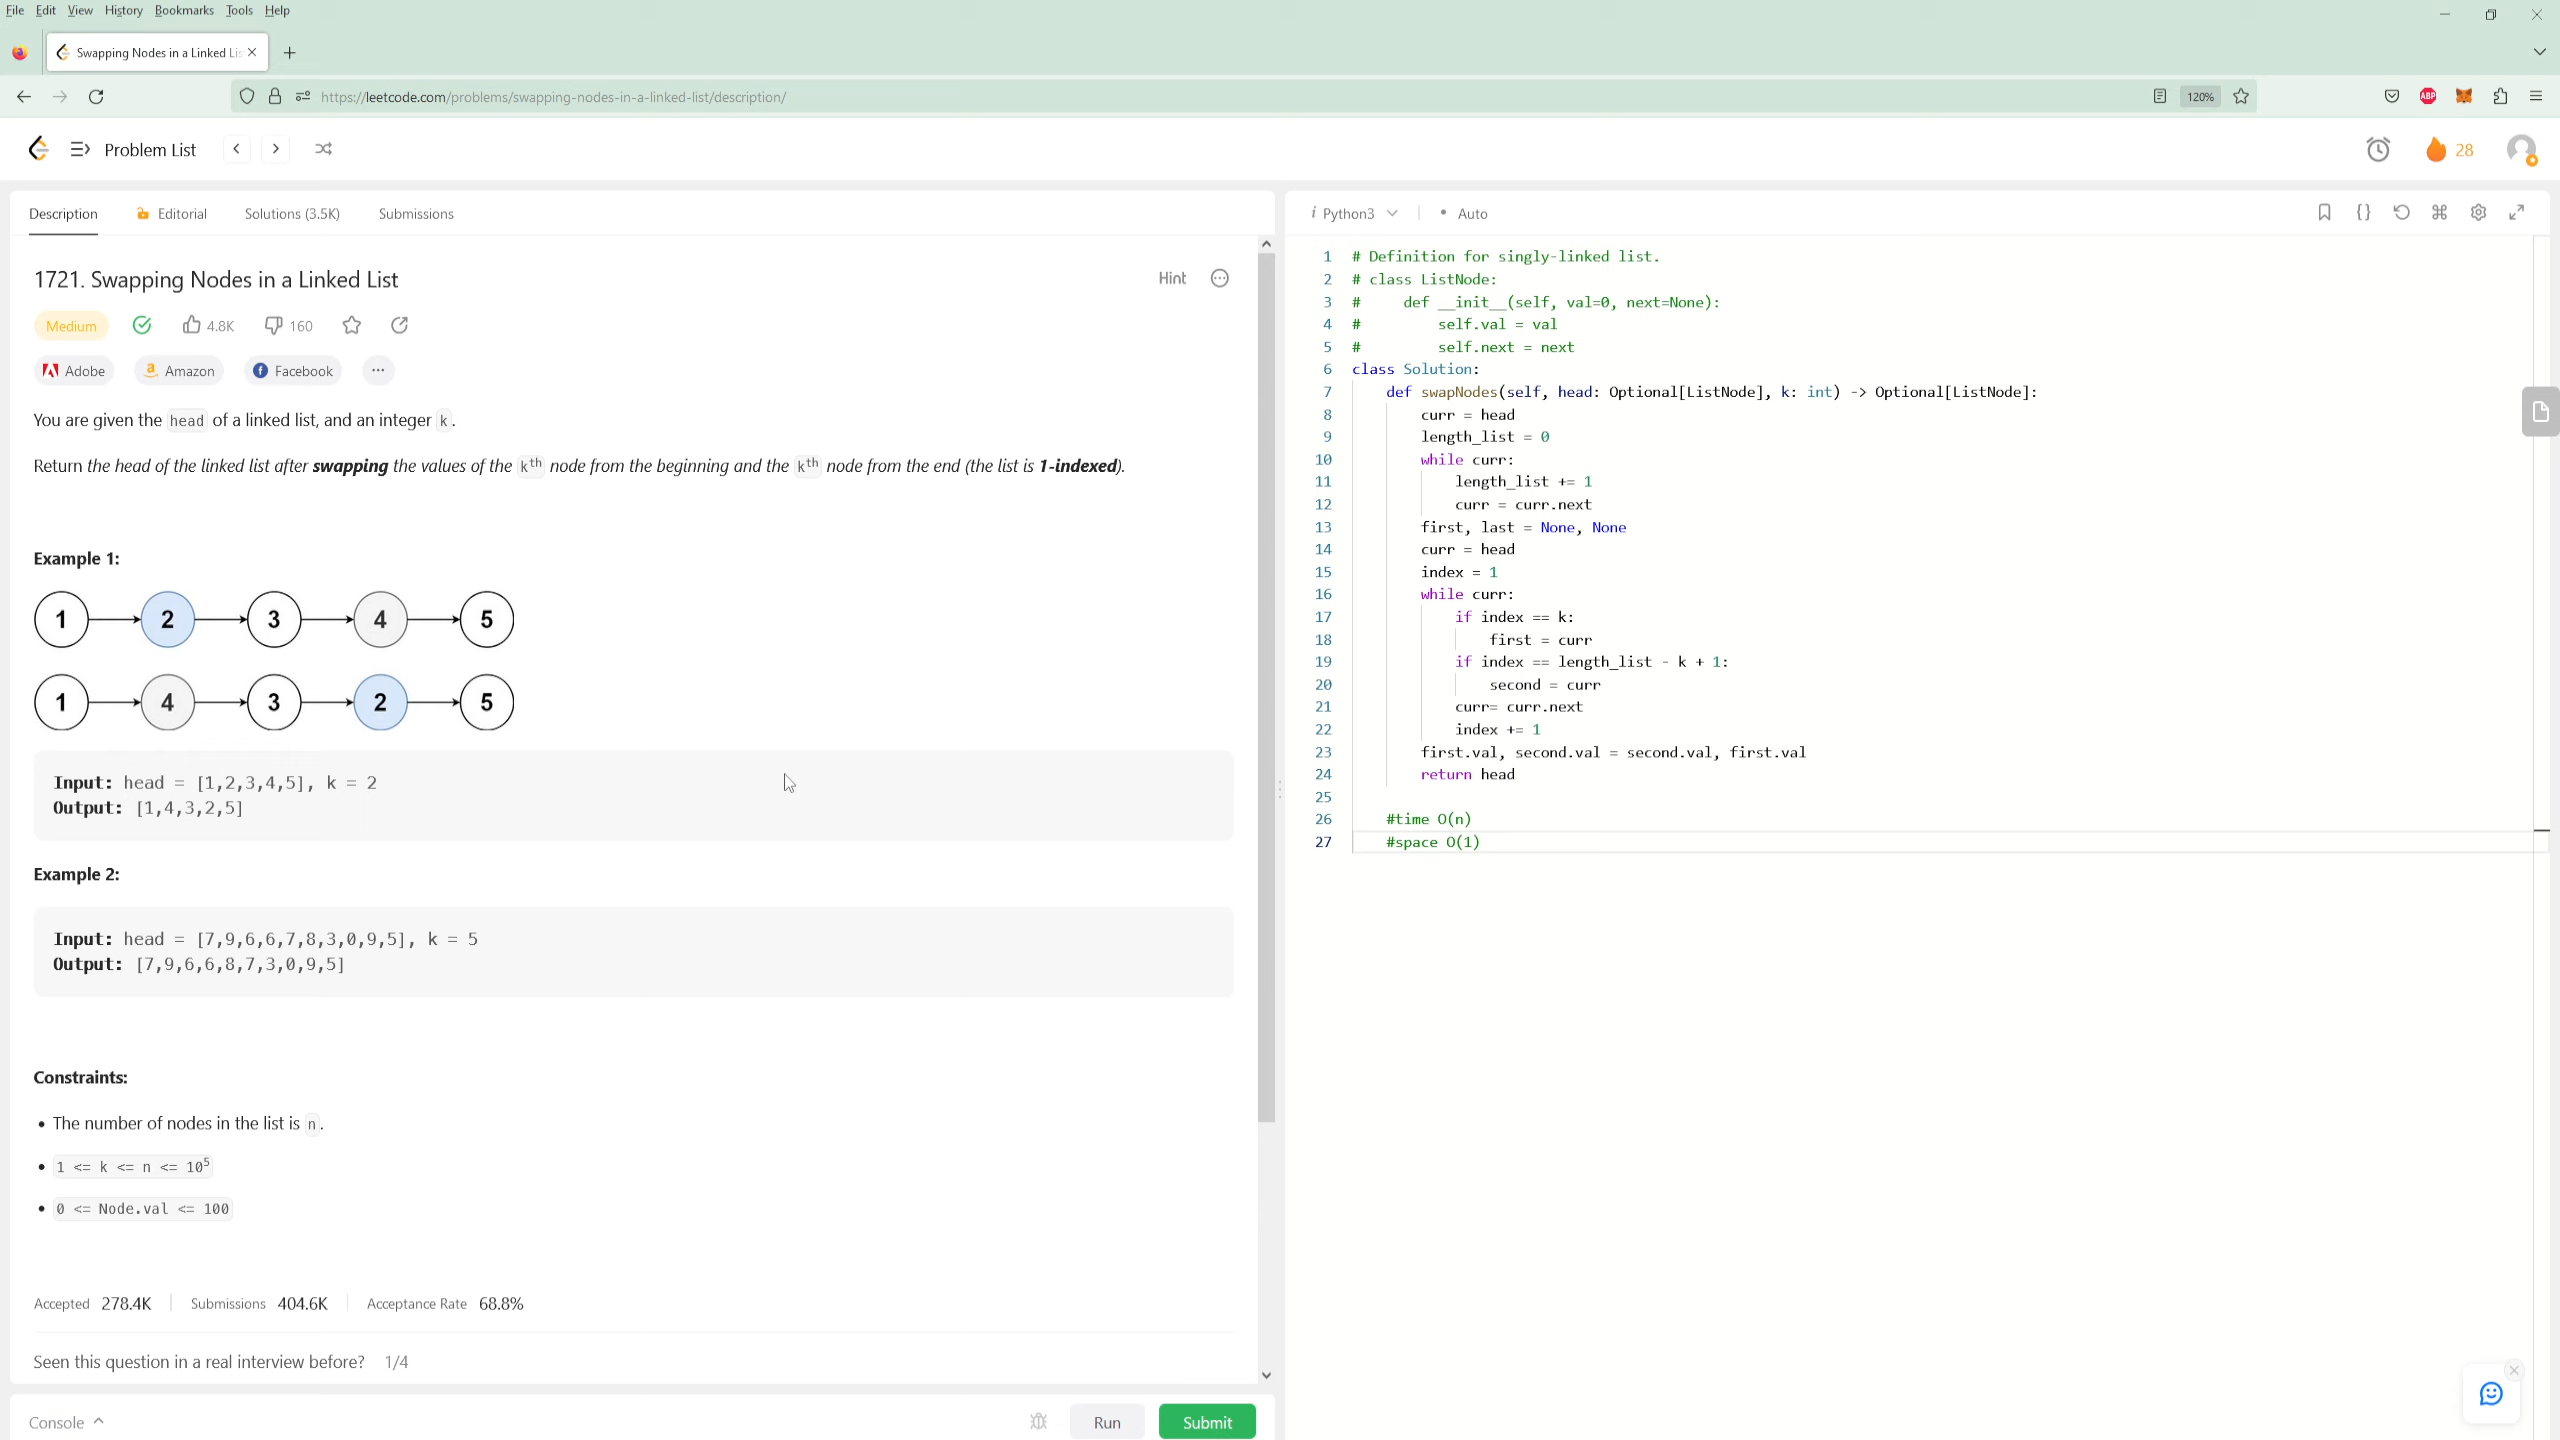 File Edit View History Bookmarks Tools Help
Swapping Nodes in a Linked Lis
https://leetcode.com/problems/swapping-nodes-in-a-linked-list/description/
120%
ABP
Problem List
28
Description Editorial Solutions (3.5K) Submissions
1721. Swapping Nodes in a Linked List
Hint
Medium 4.8K 160
Adobe Amazon Facebook
You are given the head of a linked list, and an integer k.
Return the head of the linked list after swapping the values of the kth node from the beginning and the kth node from the end (the list is 1-indexed).
Example 1:
1 2 3 4 5
1 4 3 2 5
Input: head = [1,2,3,4,5], k = 2
Output: [1,4,3,2,5]
Example 2:
Input: head = [7,9,6,6,7,8,3,0,9,5], k = 5
Output: [7,9,6,6,8,7,3,0,9,5]
Constraints:
• The number of nodes in the list is n.
• 1 <= k <= n <= 10^5
• 0 <= Node.val <= 100
Accepted 278.4K Submissions 404.6K Acceptance Rate 68.8%
Seen this question in a real interview before? 1/4
Console Run Submit
i Python3 • Auto
1 # Definition for singly-linked list.
2 # class ListNode:
3 #     def __init__(self, val=0, next=None):
4 #         self.val = val
5 #         self.next = next
6 class Solution:
7     def swapNodes(self, head: Optional[ListNode], k: int) -> Optional[ListNode]:
8         curr = head
9         length_list = 0
10         while curr:
11             length_list += 1
12             curr = curr.next
13         first, last = None, None
14         curr = head
15         index = 1
16         while curr:
17             if index == k:
18                 first = curr
19             if index == length_list - k + 1:
20                 second = curr
21             curr= curr.next
22             index += 1
23         first.val, second.val = second.val, first.val
24         return head
25
26     #time O(n)
27     #space O(1)